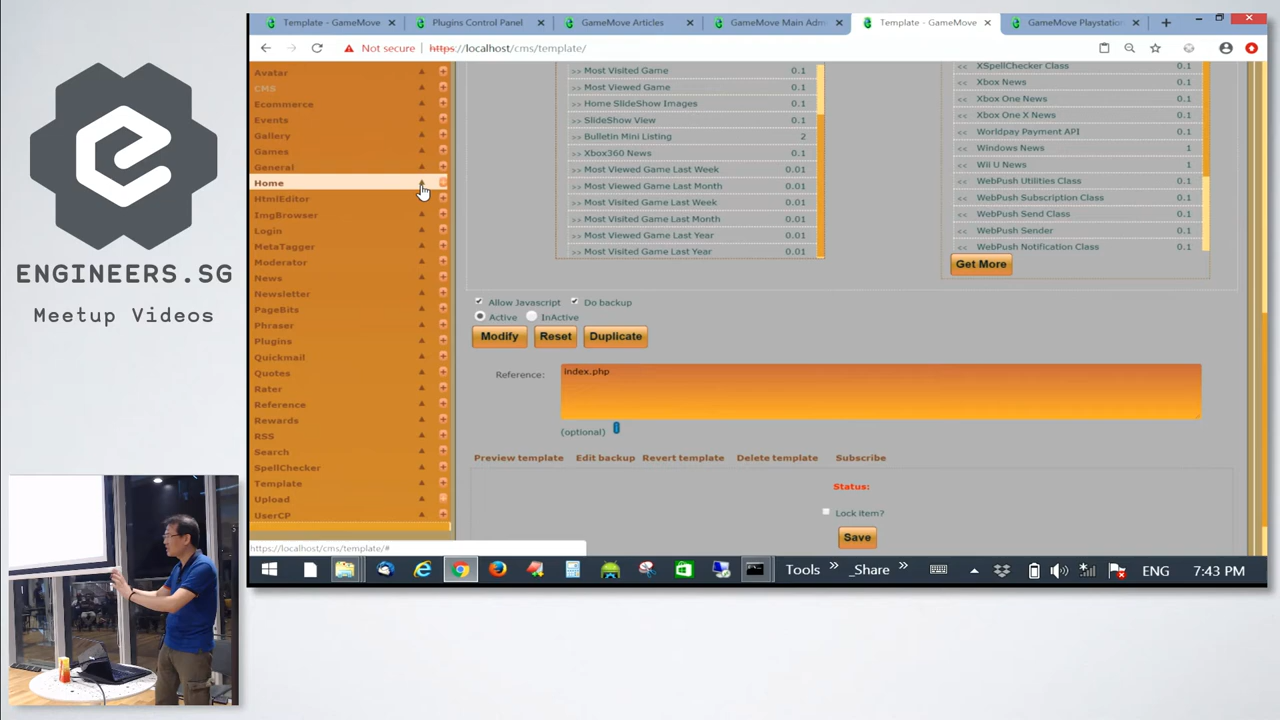 ENGINEERS.SG
Meetup Videos
Template - GameMove
Plugins Control Panel
GameMove Articles
GameMove Main Adm
Template - GameMove
GameMove Playstation
Not secure
https://localhost/cms/template/
Avatar
CMS
Ecommerce
Events
Gallery
Games
General
Home
HtmlEditor
ImgBrowser
Login
MetaTagger
Moderator
News
Newsletter
PageBits
Phraser
Plugins
Quickmail
Quotes
Rater
Reference
Rewards
RSS
Search
SpellChecker
Template
Upload
UserCP
https://localhost/cms/template/#
>> Most Visited Game 0.1
>> Most Viewed Game 0.1
>> Home SlideShow Images 0.1
>> SlideShow View 0.1
>> Bulletin Mini Listing 2
>> Xbox360 News 0.1
>> Most Viewed Game Last Week 0.01
>> Most Viewed Game Last Month 0.01
>> Most Visited Game Last Week 0.01
>> Most Visited Game Last Month 0.01
>> Most Viewed Game Last Year 0.01
>> Most Visited Game Last Year 0.01
<< XSpellChecker Class 0.1
<< Xbox News 0.1
<< Xbox One News 0.1
<< Xbox One X News 0.1
<< Worldpay Payment API 0.1
<< Windows News 1
<< Wii U News 1
<< WebPush Utilities Class 0.1
<< WebPush Subscription Class 0.1
<< WebPush Send Class 0.1
<< WebPush Sender 0.1
<< WebPush Notification Class 0.1
Get More
Allow Javascript Do backup
Active InActive
Modify Reset Duplicate
Reference: index.php
(optional)
Preview template Edit backup Revert template Delete template Subscribe
Status:
Lock item?
Save
Tools » _Share » ENG 7:43 PM